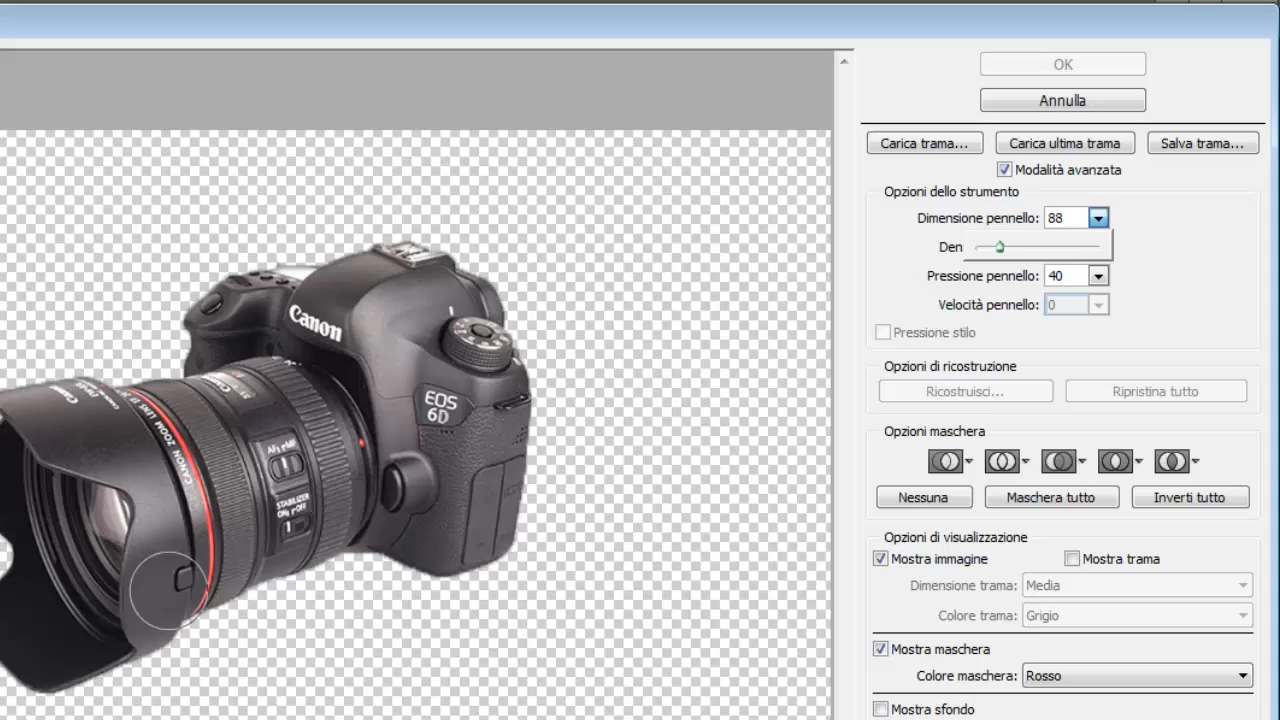 OK
Annulla
Carica trama... Carica ultima trama Salva trama...
Modalità avanzata
Opzioni dello strumento
Dimensione pennello: 88
Den
Pressione pennello: 40
Velocità pennello: 0
Pressione stilo
Opzioni di ricostruzione
Ricostruisci... Ripristina tutto
Opzioni maschera
Nessuna Maschera tutto Inverti tutto
Opzioni di visualizzazione
Mostra immagine Mostra trama
Dimensione trama: Media
Colore trama: Grigio
Mostra maschera
Colore maschera: Rosso
Mostra sfondo
Canon
EOS
6D
CANON ZOOM LENS EF
AF MF
STABILIZER
ON OFF
Canon